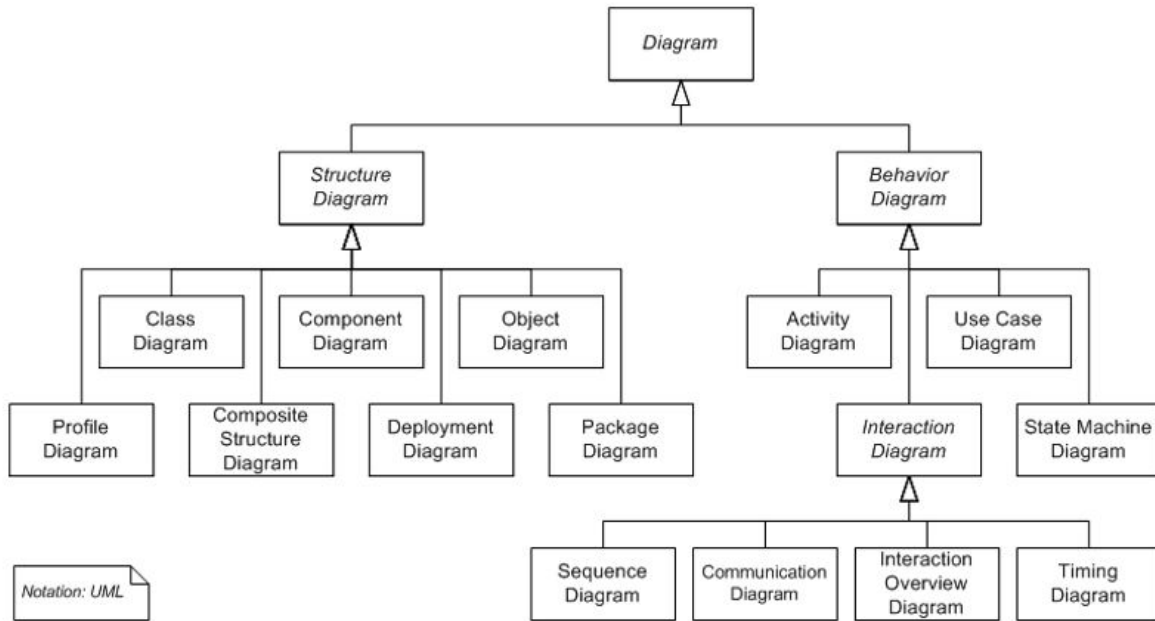 Diagram
Structure
Diagram
Behavior
Diagram
Class
Diagram
Component
Diagram
Object
Diagram
Activity
Diagram
Use Case
Diagram
Profile
Diagram
Composite
Structure
Diagram
Deployment
Diagram
Package
Diagram
Interaction
Diagram
State Machine
Diagram
Sequence
Diagram
Communication
Diagram
Interaction
Overview
Diagram
Timing
Diagram
Notation: UML